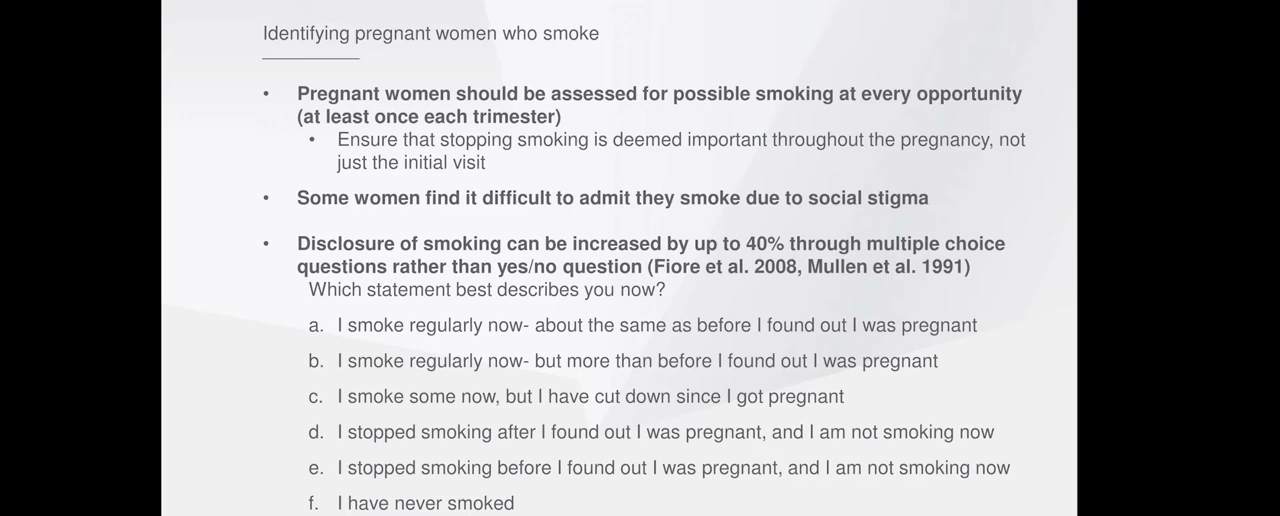 Identifying pregnant women who smoke
• Pregnant women should be assessed for possible smoking at every opportunity
(at least once each trimester)
• Ensure that stopping smoking is deemed important throughout the pregnancy, not
just the initial visit
• Some women find it difficult to admit they smoke due to social stigma
• Disclosure of smoking can be increased by up to 40% through multiple choice
questions rather than yes/no question (Fiore et al. 2008, Mullen et al. 1991)
Which statement best describes you now?
a. I smoke regularly now- about the same as before I found out I was pregnant
b. I smoke regularly now- but more than before I found out I was pregnant
c. I smoke some now, but I have cut down since I got pregnant
d. I stopped smoking after I found out I was pregnant, and I am not smoking now
e. I stopped smoking before I found out I was pregnant, and I am not smoking now
f. I have never smoked